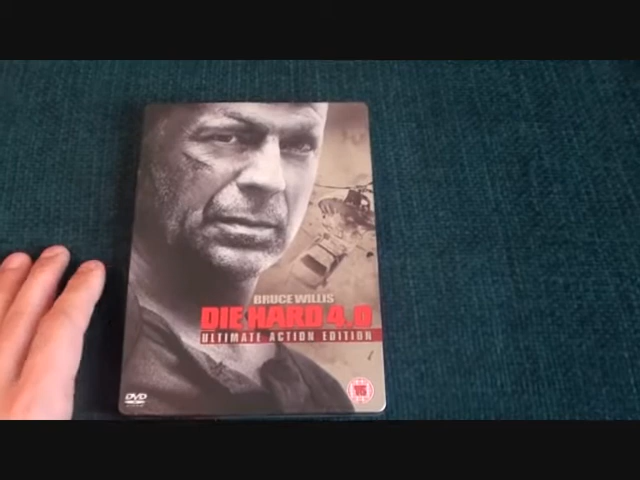 BRUCE WILLIS
DIE HARD 4.0
ULTIMATE ACTION EDITION
DVD
15